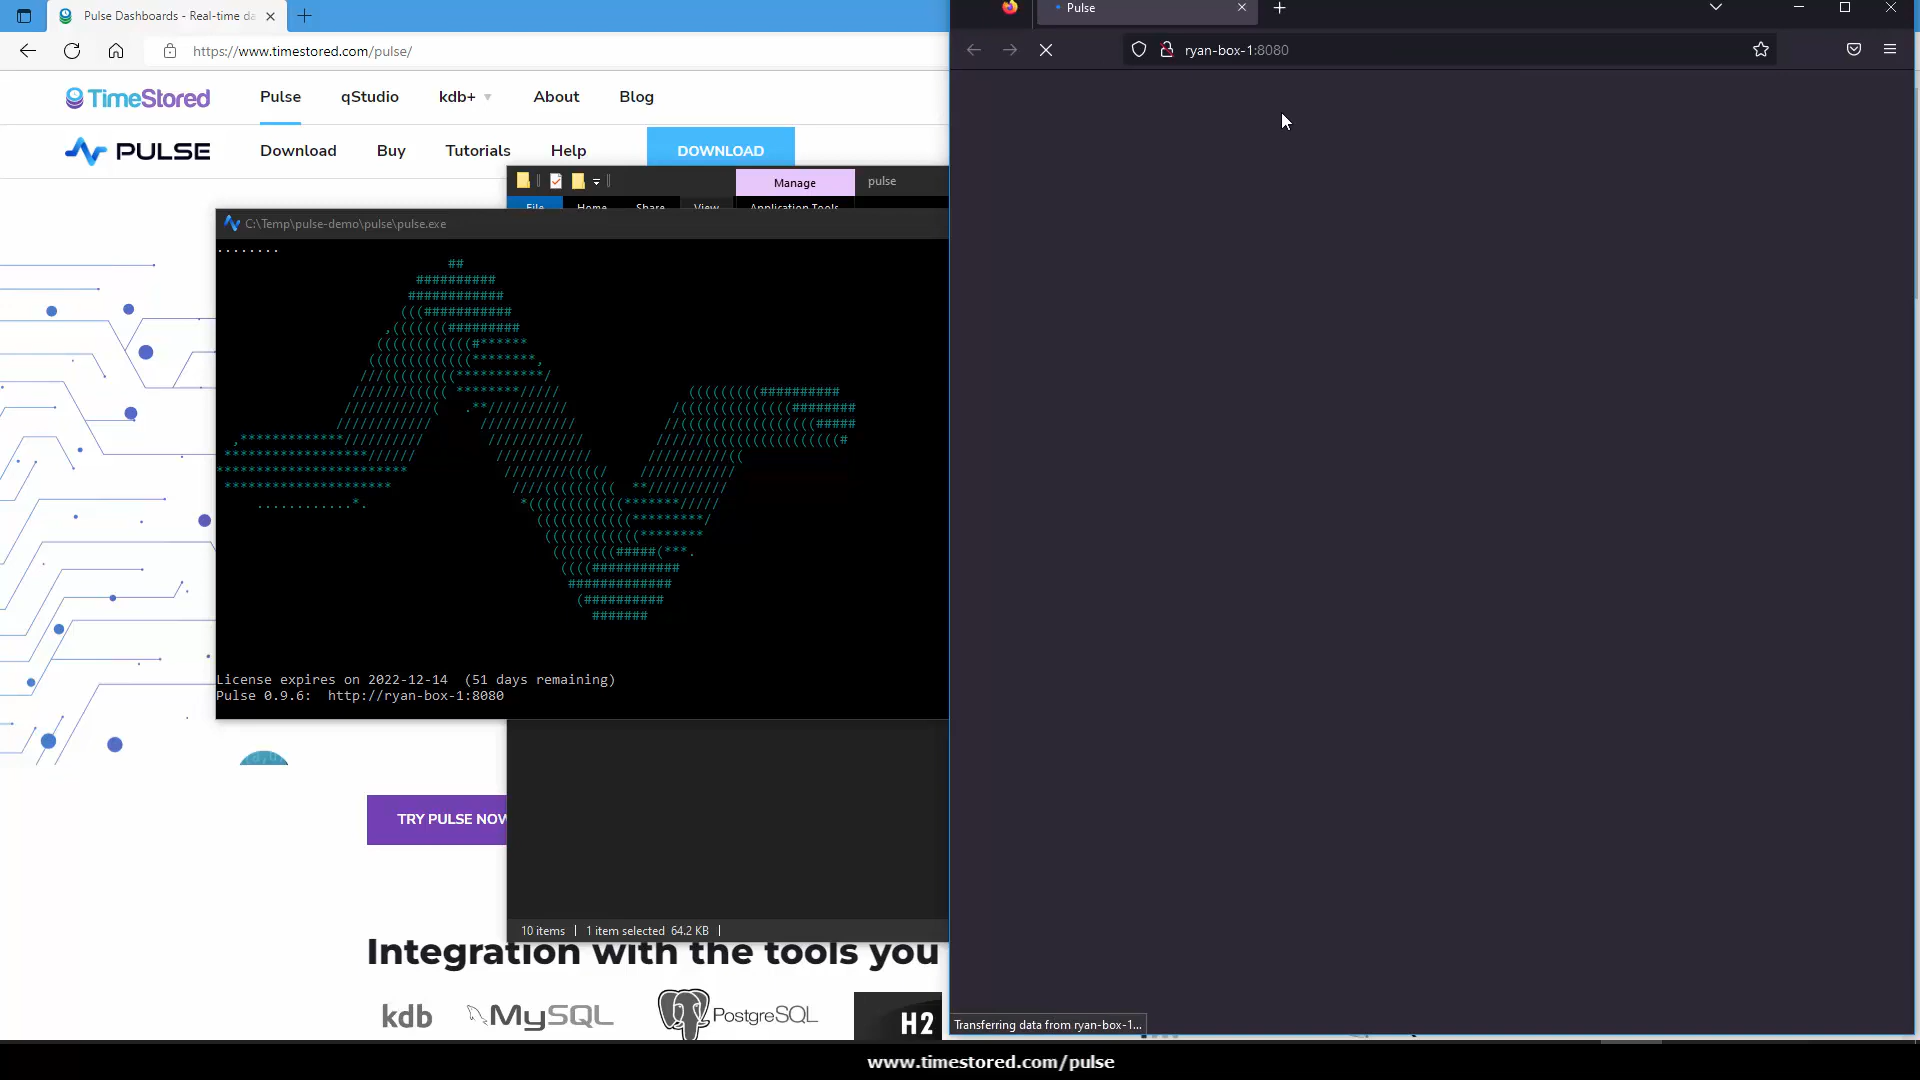 Pulse Dashboards - Real-time da
https://www.timestored.com/pulse/
TimeStored
Pulse
qStudio
kdb+
About
Blog
PULSE
Download
Buy
Tutorials
Help
DOWNLOAD
Manage
pulse
File
Home
Share
View
Application Tools
C:\Temp\pulse-demo\pulse\pulse.exe
License expires on 2022-12-14  (51 days remaining)
Pulse 0.9.6:  http://ryan-box-1:8080
TRY PULSE NOW
10 items
1 item selected  64.2 KB
Integration with the tools you
kdb
MySQL
PostgreSQL
H2
Pulse
ryan-box-1:8080
Transferring data from ryan-box-1...
www.timestored.com/pulse